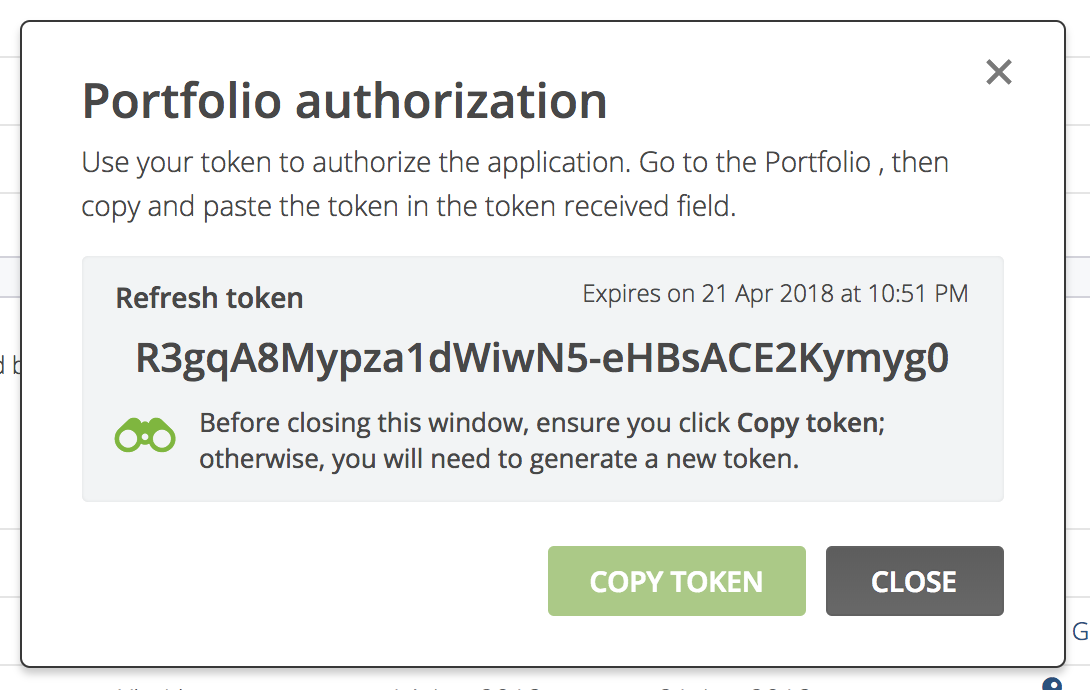 Portfolio authorization
Use your token to authorize the application. Go to the Portfolio , then
copy and paste the token in the token received field.
Refresh token
Expires on 21 Apr 2018 at 10:51 PM
R3gqA8Mypza1dWiwN5-eHBsACE2Kymyg0
Before closing this window, ensure you click Copy token;
otherwise, you will need to generate a new token.
COPY TOKEN
CLOSE
G